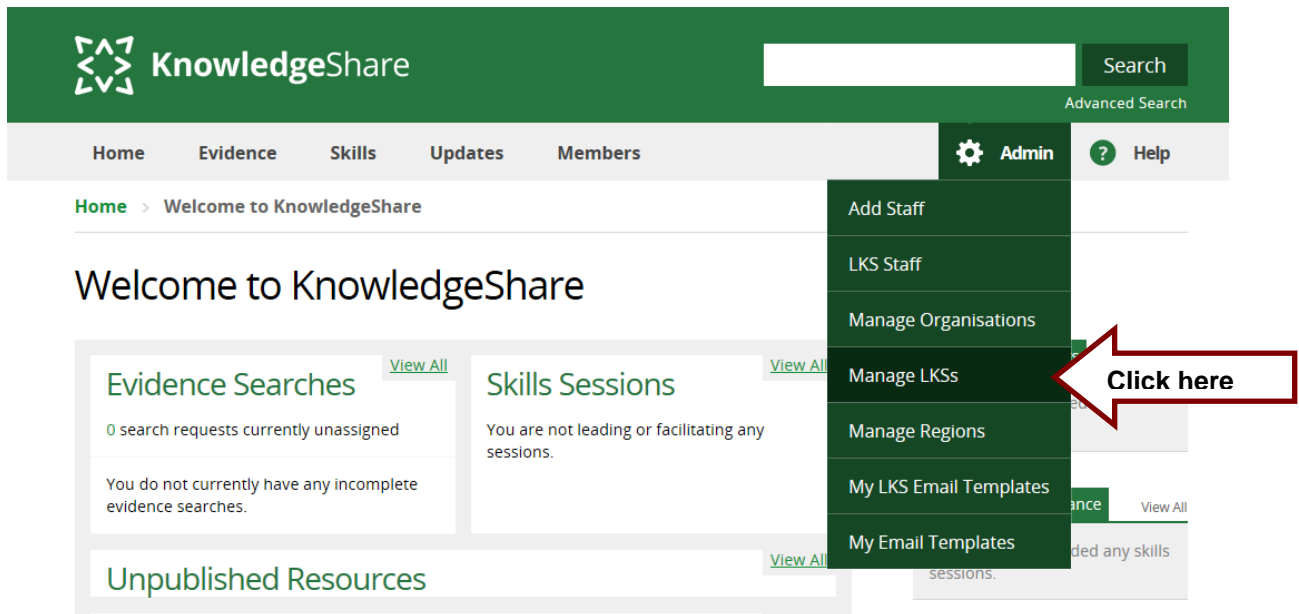 KnowledgeShare
Search
Advanced Search
Home Evidence Skills Updates Members Admin ? Help
Home > Welcome to KnowledgeShare
Welcome to KnowledgeShare
Add Staff
LKS Staff
Manage Organisations
Manage LKSs
Manage Regions
My LKS Email Templates
My Email Templates
Click here
View All
Evidence Searches
0 search requests currently unassigned
You do not currently have any incomplete
evidence searches.
View All
Skills Sessions
You are not leading or facilitating any
sessions.
View All
Unpublished Resources
View All
any skills
sessions.